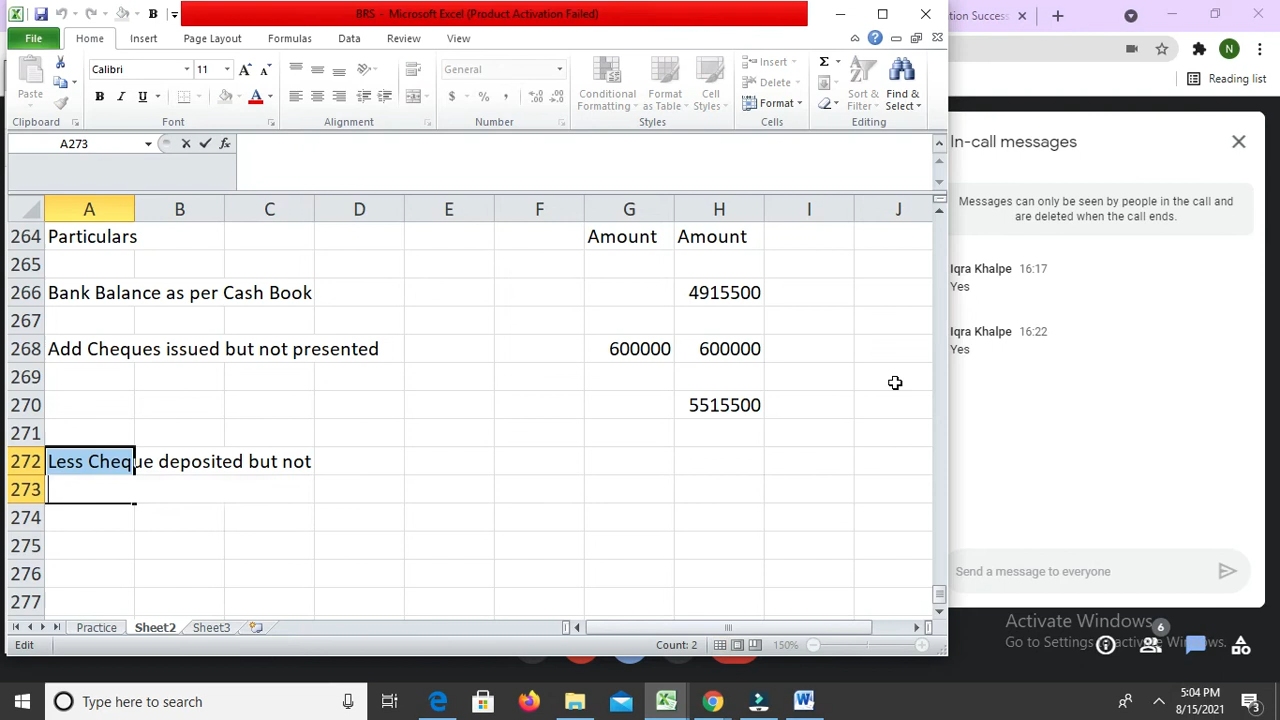 BRS - Microsoft Excel (Product Activation Failed)
tion Succes
File Home Insert Page Layout Formulas Data Review View
N
Reading list
Paste
Calibri 11
General
Conditional Formatting
Format as Table
Cell Styles
Insert
Delete
Format
Sort & Filter
Find & Select
Clipboard Font Alignment Number Styles Cells Editing
A273
A B C D E F G H I J
264 Particulars Amount Amount
265
266 Bank Balance as per Cash Book 4915500
267
268 Add Cheques issued but not presented 600000 600000
269
270 5515500
271
272 Less Cheque deposited but not
273
274
275
276
277
Practice Sheet2 Sheet3
Edit Count: 2 150%
In-call messages
Messages can only be seen by people in the call and
are deleted when the call ends.
Iqra Khalpe 16:17
Yes
Iqra Khalpe 16:22
Yes
Send a message to everyone
Activate Windows
6
Go to Settings to activate Windows.
Type here to search
5:04 PM
8/15/2021
3